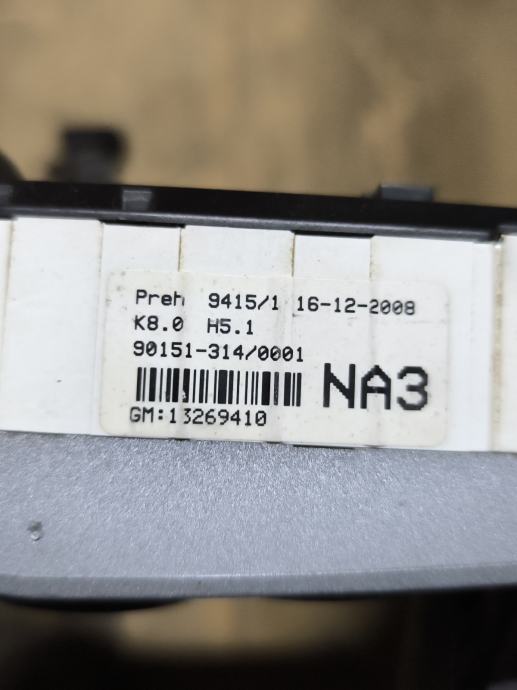 Preh 9415/1 16-12-2008
K8.0 H5.1
90151-314/0001
NA3
GM:13269410